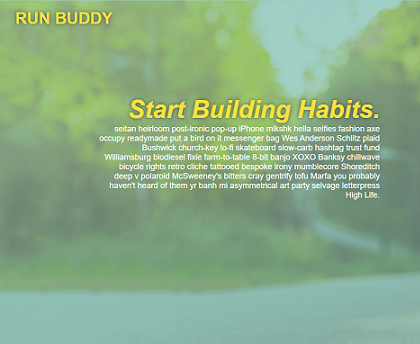 RUN BUDDY
Start Building Habits.
seitan heirloom post-ironic pop-up iPhone mlkshk hella selfies fashion axe
occupy readymade put a bird on it messenger bag Wes Anderson Schlitz plaid
Bushwick church-key lo-fi skateboard slow-carb hashtag trust fund
Williamsburg biodiesel fixie farm-to-table 8-bit banjo XOXO Banksy chillwave
bicycle rights retro cliche tattooed bespoke irony mumblecore Shoreditch
deep v polaroid McSweeney's bitters cray gentrify tofu Marfa you probably
haven't heard of them yr banh mi asymmetrical art party selvage letterpress
High Life.